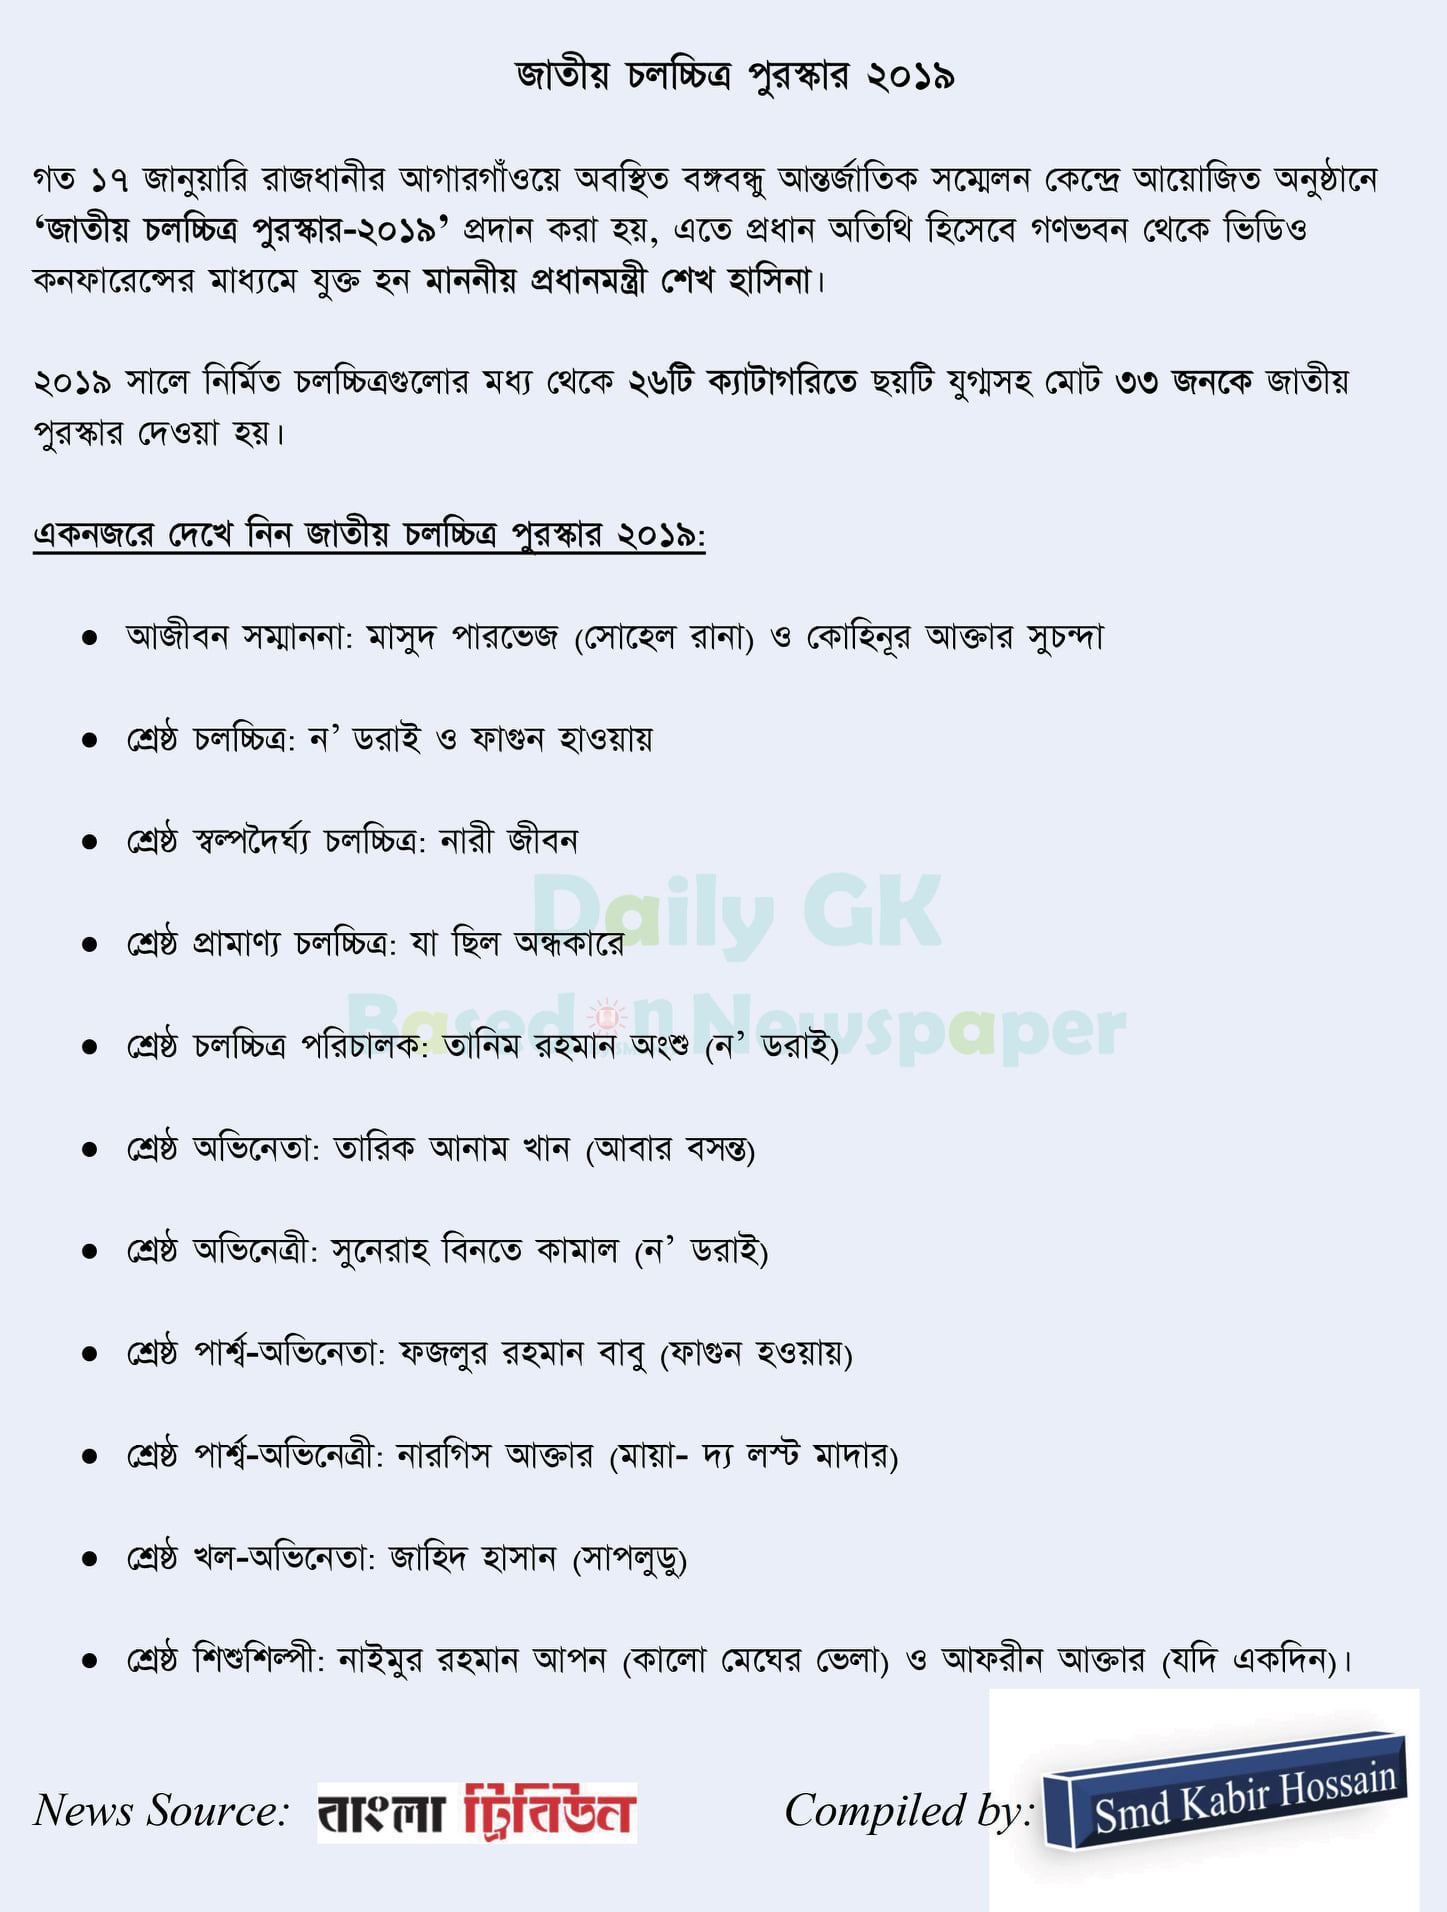 জাতীয় চলচ্চিত্র পুরস্কার ২০১৯
গত ১৭ জানুয়ারি রাজধানীর আগারগাঁওয়ে অবস্থিত বঙ্গবন্ধু আন্তর্জাতিক সম্মেলন কেন্দ্রে আয়োজিত অনুষ্ঠানে
‘জাতীয় চলচ্চিত্র পুরস্কার-২০১৯’ প্রদান করা হয়, এতে প্রধান অতিথি হিসেবে গণভবন থেকে ভিডিও
কনফারেন্সের মাধ্যমে যুক্ত হন মাননীয় প্রধানমন্ত্রী শেখ হাসিনা।
২০১৯ সালে নির্মিত চলচ্চিত্রগুলোর মধ্য থেকে ২৬টি ক্যাটাগরিতে ছয়টি যুগ্মসহ মোট ৩৩ জনকে জাতীয়
পুরস্কার দেওয়া হয়।
একনজরে দেখে নিন জাতীয় চলচ্চিত্র পুরস্কার ২০১৯:
● আজীবন সম্মাননা: মাসুদ পারভেজ (সোহেল রানা) ও কোহিনূর আক্তার সুচন্দা
● শ্রেষ্ঠ চলচ্চিত্র: ন’ ডরাই ও ফাগুন হাওয়ায়
● শ্রেষ্ঠ স্বল্পদৈর্ঘ্য চলচ্চিত্র: নারী জীবন
Daily GK
● শ্রেষ্ঠ প্রামাণ্য চলচ্চিত্র: যা ছিল অন্ধকারে
Based on Newspaper
● শ্রেষ্ঠ চলচ্চিত্র পরিচালক: তানিম রহমান অংশু (ন’ ডরাই)
● শ্রেষ্ঠ অভিনেতা: তারিক আনাম খান (আবার বসন্ত)
● শ্রেষ্ঠ অভিনেত্রী: সুনেরাহ বিনতে কামাল (ন’ ডরাই)
● শ্রেষ্ঠ পার্শ্ব-অভিনেতা: ফজলুর রহমান বাবু (ফাগুন হওয়ায়)
● শ্রেষ্ঠ পার্শ্ব-অভিনেত্রী: নারগিস আক্তার (মায়া- দ্য লস্ট মাদার)
● শ্রেষ্ঠ খল-অভিনেতা: জাহিদ হাসান (সাপলুডু)
● শ্রেষ্ঠ শিশুশিল্পী: নাইমুর রহমান আপন (কালো মেঘের ভেলা) ও আফরীন আক্তার (যদি একদিন)।
News Source: বাংলা ট্রিবিউন Compiled by: Smd Kabir Hossain